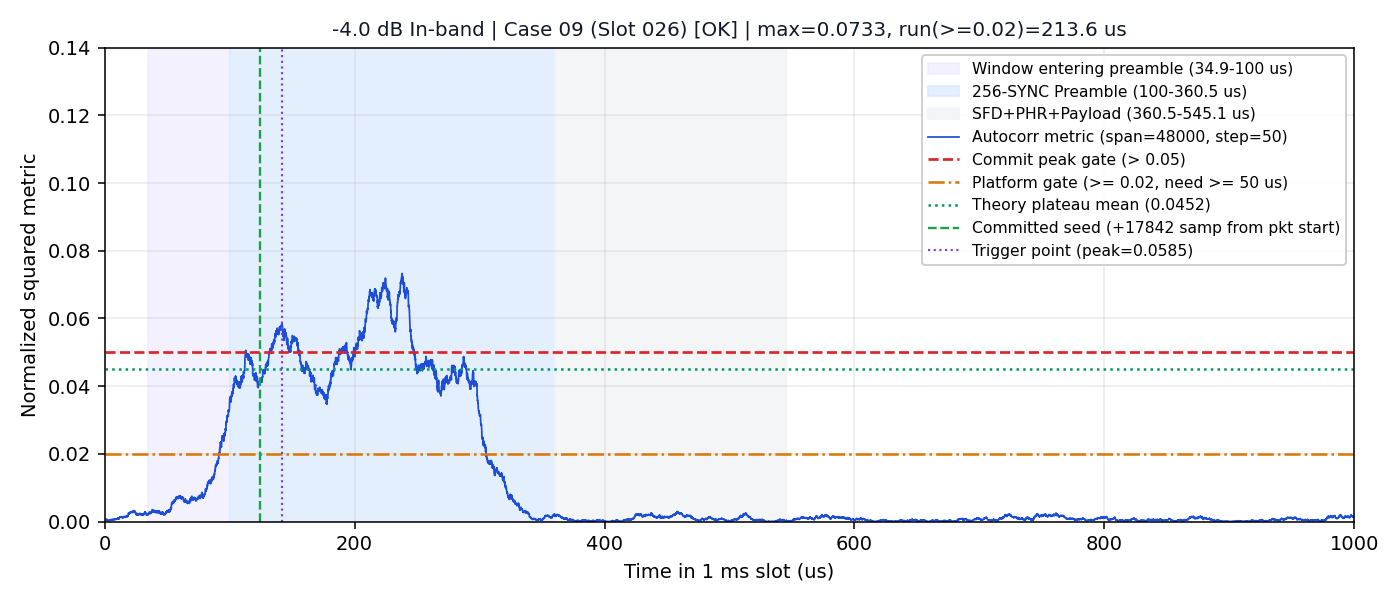 -4.0 dB In-band | Case 09 (Slot 026) [OK] | max=0.0733, run(>=0.02)=213.6 us
Normalized squared metric
0.14
0.12
0.10
0.08
0.06
0.04
0.02
0.00
Window entering preamble (34.9-100 us)
256-SYNC Preamble (100-360.5 us)
SFD+PHR+Payload (360.5-545.1 us)
Autocorr metric (span=48000, step=50)
Commit peak gate (> 0.05)
Platform gate (>= 0.02, need >= 50 us)
Theory plateau mean (0.0452)
Committed seed (+17842 samp from pkt start)
Trigger point (peak=0.0585)
0 200 400 600 800 1000
Time in 1 ms slot (us)